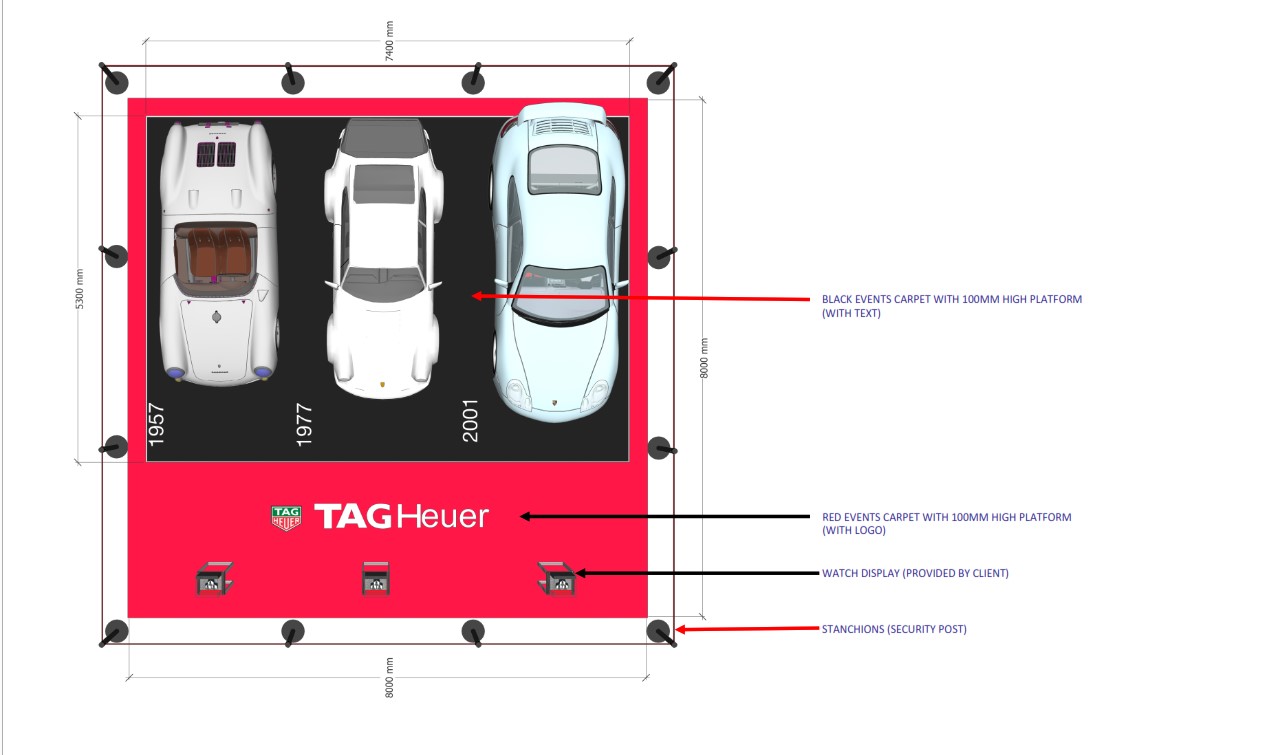 7400 mm
5300 mm
8000 mm
BLACK EVENTS CARPET WITH 100MM HIGH PLATFORM
(WITH TEXT)
1957
1977
2001
TAG
HEUER
TAGHeuer
RED EVENTS CARPET WITH 100MM HIGH PLATFORM
(WITH LOGO)
WATCH DISPLAY (PROVIDED BY CLIENT)
STANCHIONS (SECURITY POST)
8000 mm